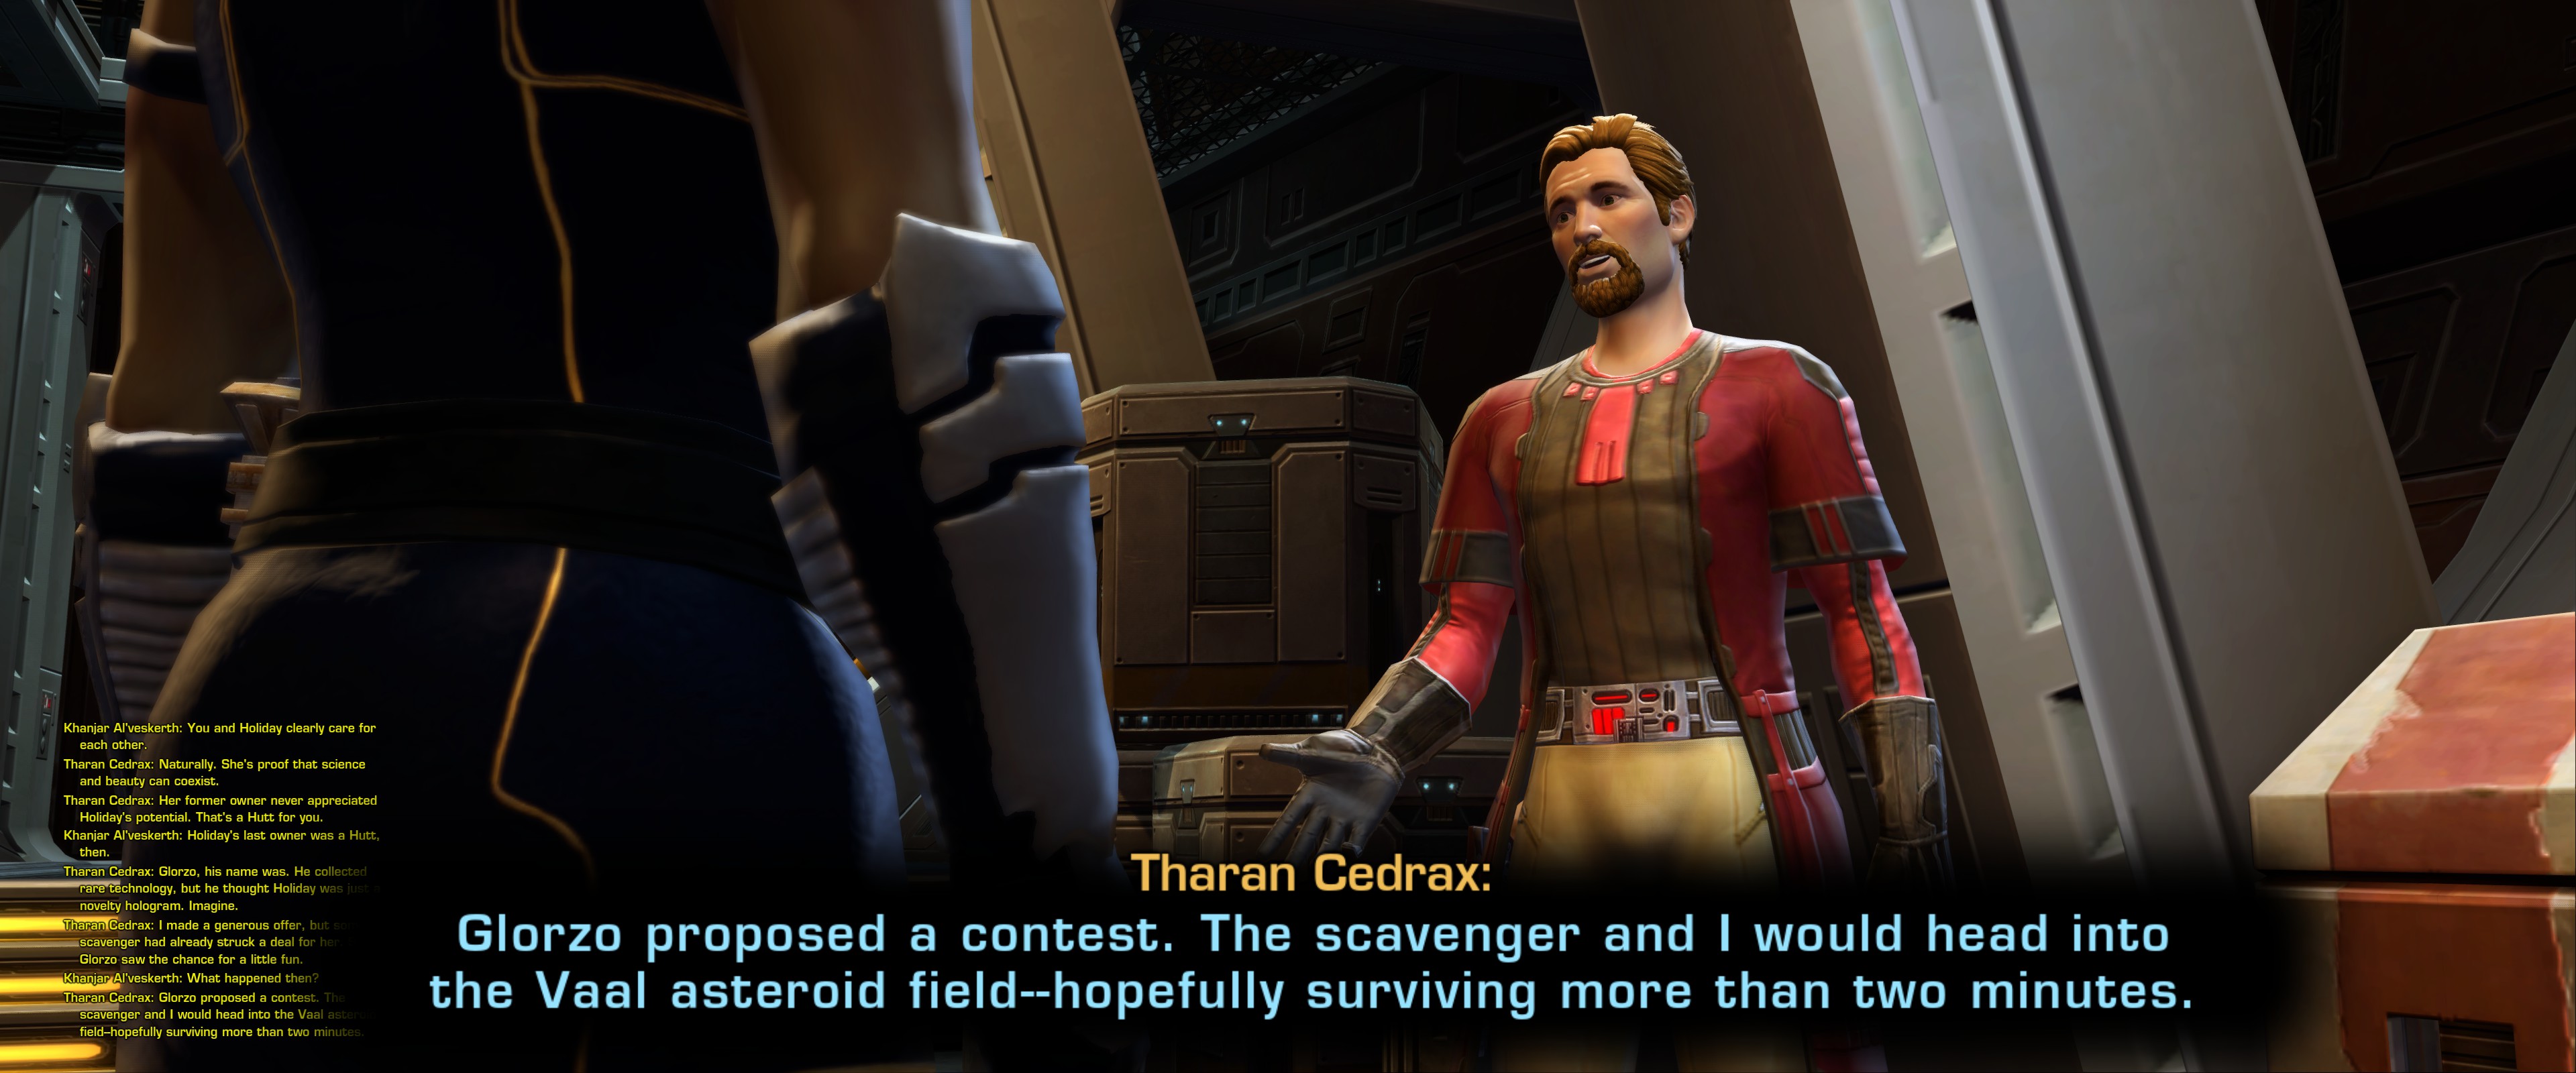 Khanjar Al'veskerth: You and Holiday clearly care for
each other.
Tharan Cedrax: Naturally. She's proof that science
and beauty can coexist.
Tharan Cedrax: Her former owner never appreciated
Holiday's potential. That's a Hutt for you.
Khanjar Al'veskerth: Holiday's last owner was a Hutt,
then.
Tharan Cedrax: Glorzo, his name was. He collected
rare technology, but he thought Holiday was just
novelty hologram. Imagine.
Tharan Cedrax: I made a generous offer, but
scavenger had already struck a deal for her.
Glorzo saw the chance for a little fun.
Khanjar Al'veskerth: What happened then?
Tharan Cedrax: Glorzo proposed a contest. The
scavenger and I would head into the Vaal
field--hopefully surviving more than two minutes.
Tharan Cedrax:
Glorzo proposed a contest. The scavenger and I would head into
the Vaal asteroid field--hopefully surviving more than two minutes.